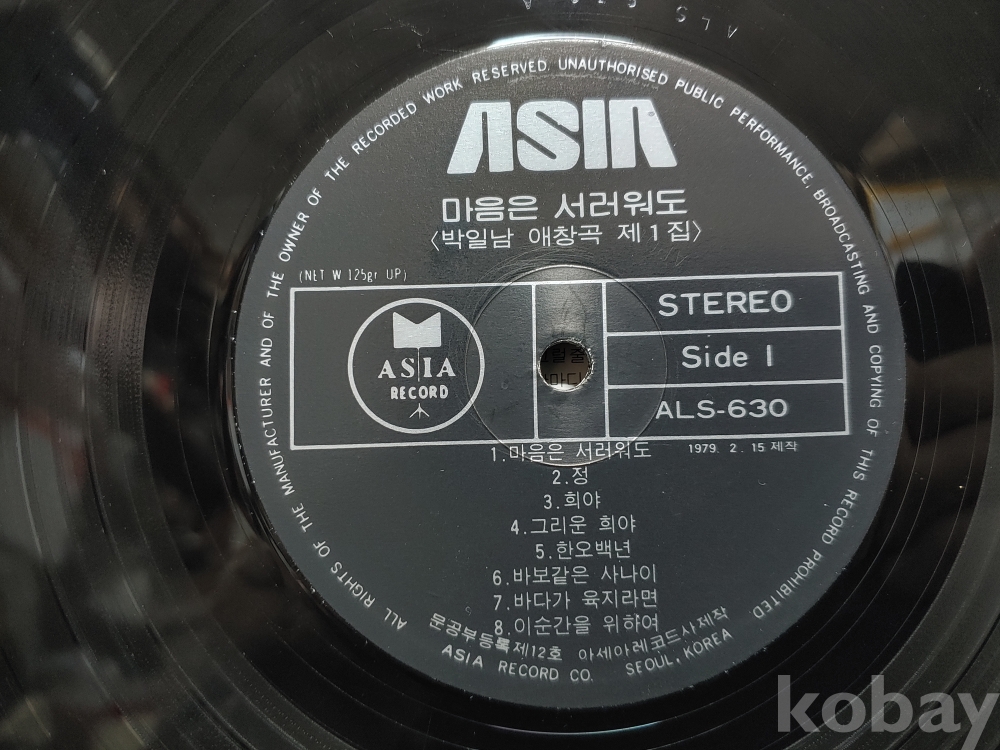 ALL RIGHTS OF THE MANUFACTURER AND OF THE OWNER OF THE RECORDED WORK RESERVED. UNAUTHORISED PUBLIC PERFORMANCE, BROADCASTING AND COPYING OF THIS RECORD PROHIBITED
ASIA
마음은 서러워도
<박일남 애창곡 제1집>
(NET W 125gr UP)
ASIA
RECORD
STEREO
Side 1
ALS-630
1979. 2. 15 제작
1.마음은 서러워도
2.정
3.희야
4.그리운 희야
5.한오백년
6.바보같은 사나이
7.바다가 육지라면
8.이순간을 위하여
문공부등록제12호 아세아레코드사제작
ASIA RECORD CO. SEOUL, KOREA
kobay